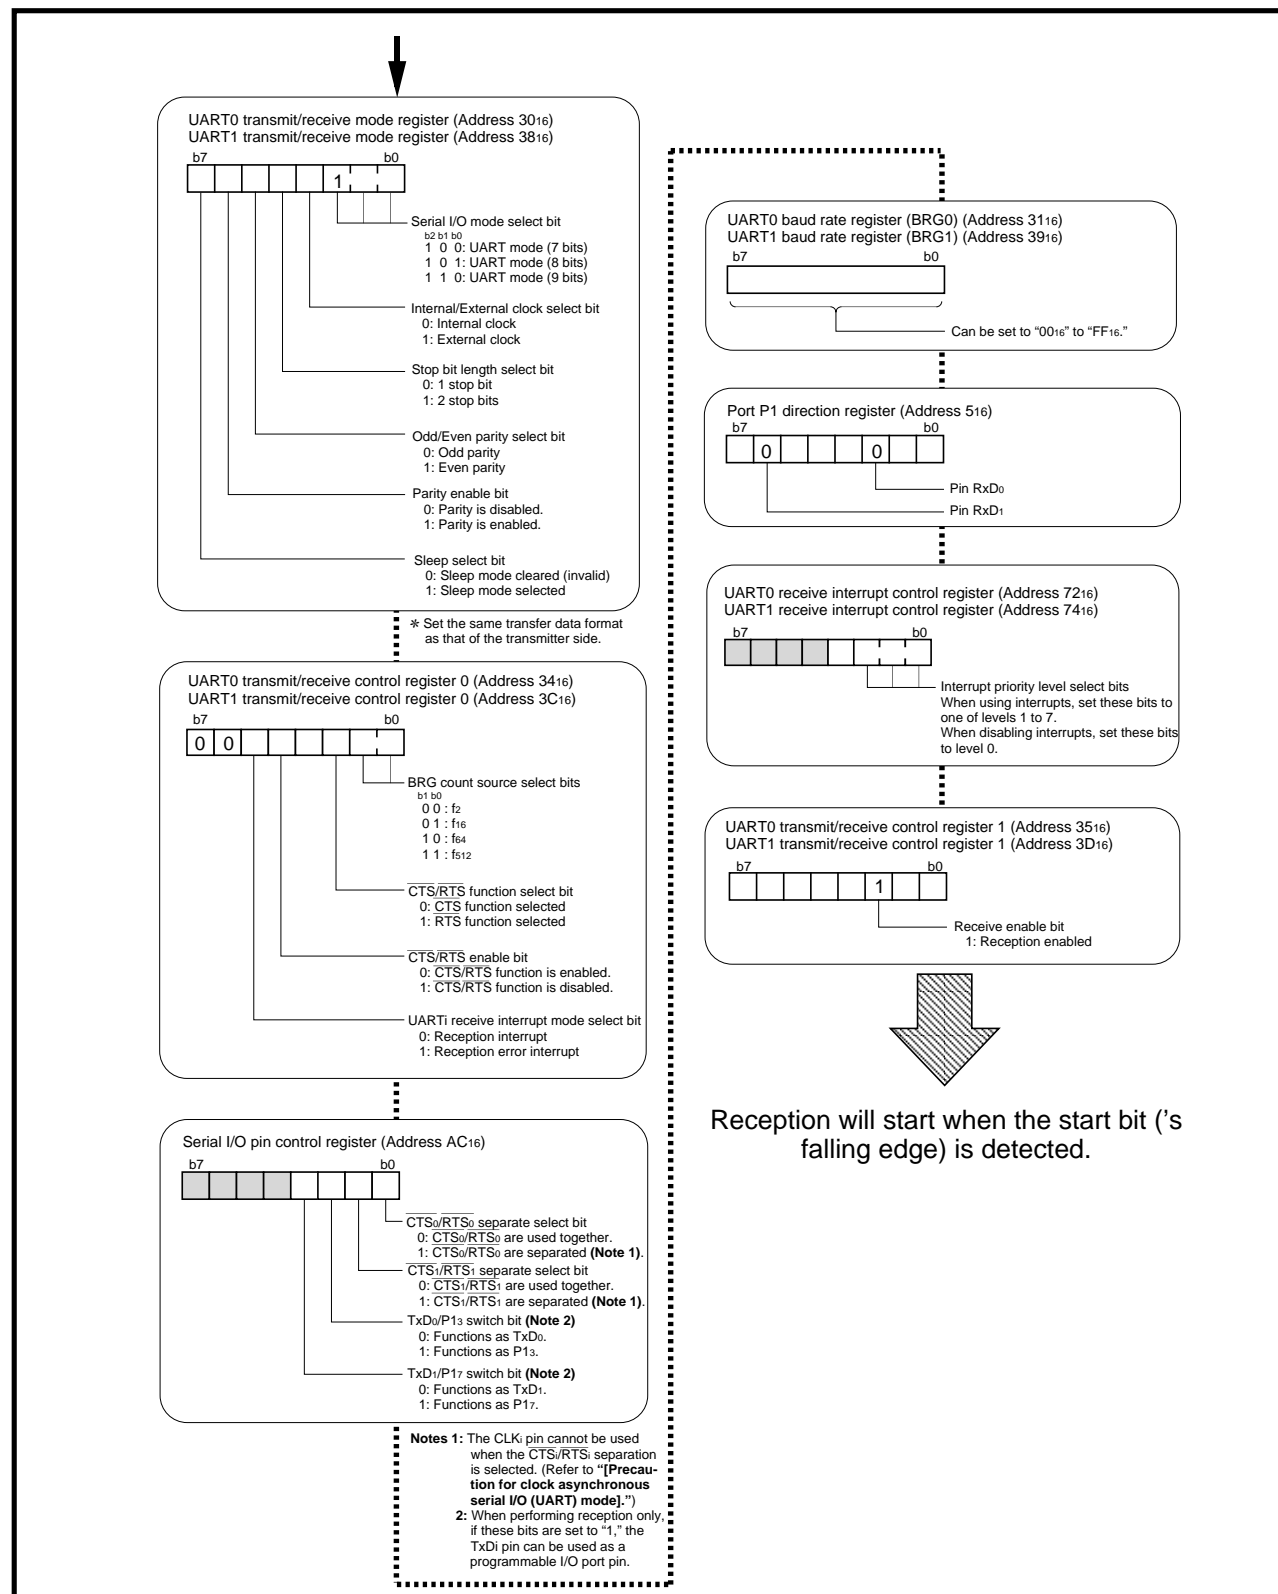 UART0 transmit/receive mode register (Address 30₁₆)
UART1 transmit/receive mode register (Address 38₁₆)
b7 b0
1
Serial I/O mode select bit
b2 b1 b0
1 0 0: UART mode (7 bits)
1 0 1: UART mode (8 bits)
1 1 0: UART mode (9 bits)
Internal/External clock select bit
0: Internal clock
1: External clock
Stop bit length select bit
0: 1 stop bit
1: 2 stop bits
Odd/Even parity select bit
0: Odd parity
1: Even parity
Parity enable bit
0: Parity is disabled.
1: Parity is enabled.
Sleep select bit
0: Sleep mode cleared (invalid)
1: Sleep mode selected
* Set the same transfer data format
as that of the transmitter side.
UART0 transmit/receive control register 0 (Address 34₁₆)
UART1 transmit/receive control register 0 (Address 3C₁₆)
b7 b0
0 0
BRG count source select bits
b1 b0
0 0 : f₂
0 1 : f₁₆
1 0 : f₆₄
1 1 : f₅₁₂
CTS/RTS function select bit
0: CTS function selected
1: RTS function selected
CTS/RTS enable bit
0: CTS/RTS function is enabled.
1: CTS/RTS function is disabled.
UARTi receive interrupt mode select bit
0: Reception interrupt
1: Reception error interrupt
Serial I/O pin control register (Address AC₁₆)
b7 b0
CTS₀/RTS₀ separate select bit
0: CTS₀/RTS₀ are used together.
1: CTS₀/RTS₀ are separated (Note 1).
CTS₁/RTS₁ separate select bit
0: CTS₁/RTS₁ are used together.
1: CTS₁/RTS₁ are separated (Note 1).
TxD₀/P1₃ switch bit (Note 2)
0: Functions as TxD₀.
1: Functions as P1₃.
TxD₁/P1₇ switch bit (Note 2)
0: Functions as TxD₁.
1: Functions as P1₇.
Notes 1: The CLKi pin cannot be used
when the CTSi/RTSi separation
is selected. (Refer to “[Precau-
tion for clock asynchronous
serial I/O (UART) mode].”)
2: When performing reception only,
if these bits are set to “1,” the
TxDi pin can be used as a
programmable I/O port pin.
UART0 baud rate register (BRG0) (Address 31₁₆)
UART1 baud rate register (BRG1) (Address 39₁₆)
b7 b0
Can be set to “00₁₆” to “FF₁₆.”
Port P1 direction register (Address 5₁₆)
b7 b0
0 0
Pin RxD₀
Pin RxD₁
UART0 receive interrupt control register (Address 72₁₆)
UART1 receive interrupt control register (Address 74₁₆)
b7 b0
Interrupt priority level select bits
When using interrupts, set these bits to
one of levels 1 to 7.
When disabling interrupts, set these bits
to level 0.
UART0 transmit/receive control register 1 (Address 35₁₆)
UART1 transmit/receive control register 1 (Address 3D₁₆)
b7 b0
1
Receive enable bit
1: Reception enabled
Reception will start when the start bit (’s
falling edge) is detected.